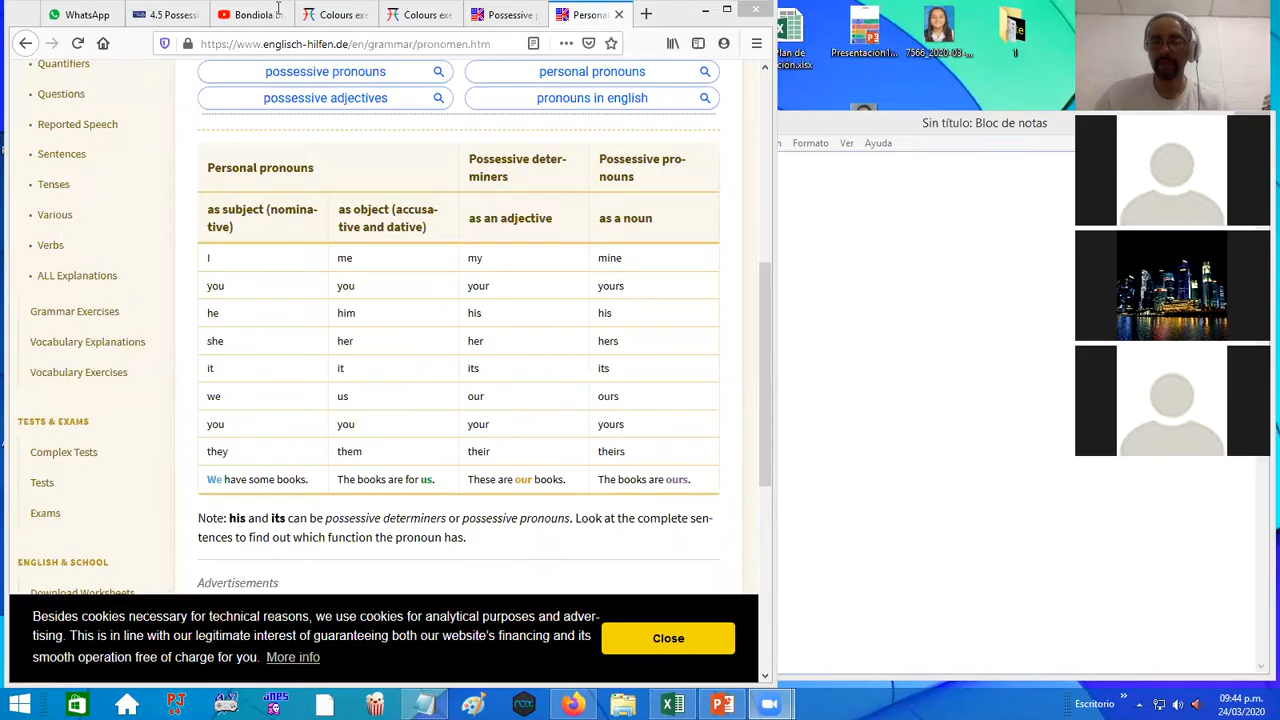 WhatsApp
4.5 Possess
Bondiola
Colours exe
Colours exe
Possessive
Personal
https://www.englisch-hilfen.de/en/grammar/pronomen.htm
Quantifiers
Questions
Reported Speech
Sentences
Tenses
Various
Verbs
ALL Explanations
Grammar Exercises
Vocabulary Explanations
Vocabulary Exercises
TESTS & EXAMS
Complex Tests
Tests
Exams
ENGLISH & SCHOOL
Download Worksheets
possessive pronouns
personal pronouns
possessive adjectives
pronouns in english
Personal pronouns
Possessive deter-
miners
Possessive pro-
nouns
as subject (nomina-
tive)
as object (accusa-
tive and dative)
as an adjective
as a noun
I me my mine
you you your yours
he him his his
she her her hers
it it its its
we us our ours
you you your yours
they them their theirs
We have some books. The books are for us. These are our books. The books are ours.
Note: his and its can be possessive determiners or possessive pronouns. Look at the complete sen-
tences to find out which function the pronoun has.
Advertisements
Besides cookies necessary for technical reasons, we use cookies for analytical purposes and adver-
tising. This is in line with our legitimate interest of guaranteeing both our website's financing and its
smooth operation free of charge for you. More info
Close
Plan de
ción.xlsx
Presentación1...
7566_2020-03-...
1
Sin título: Bloc de notas
Formato Ver Ayuda
Escritorio
09:44 p.m.
24/03/2020